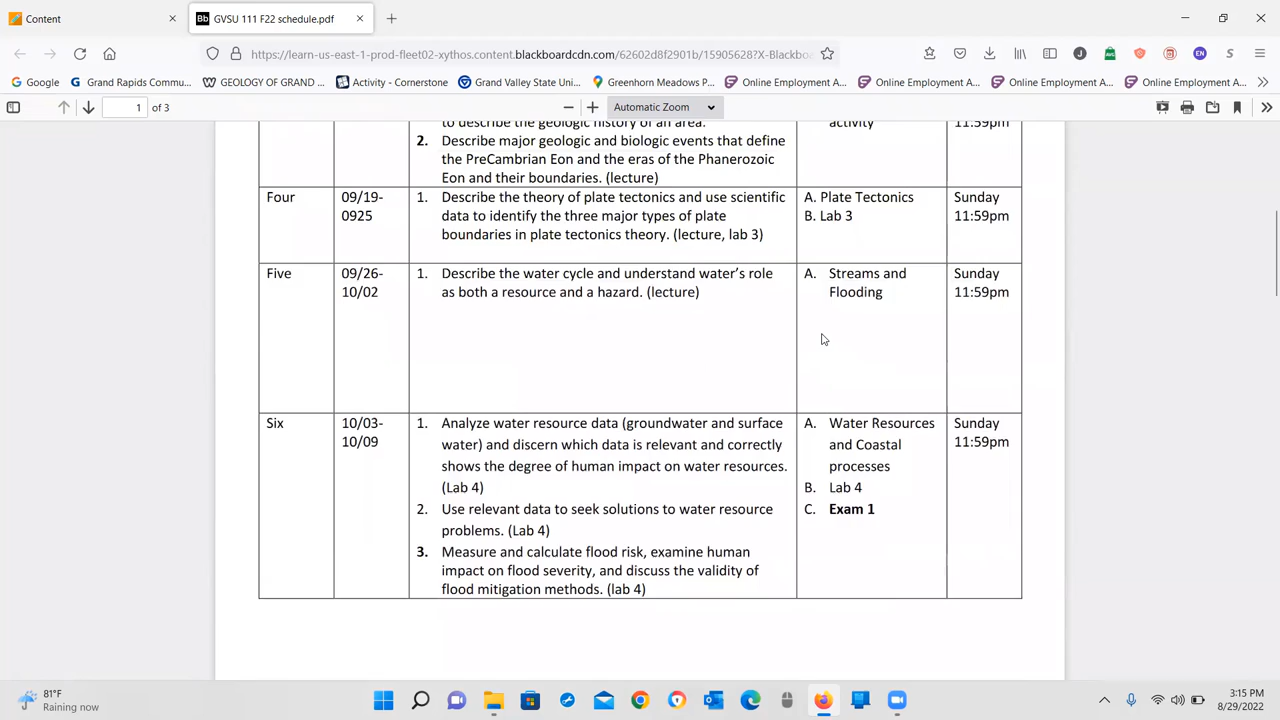 Content
GVSU 111 F22 schedule.pdf
https://learn-us-east-1-prod-fleet02-xythos.content.blackboardcdn.com/62602d8f2901b/15905628?X-Blackboa
Google
Grand Rapids Commu...
GEOLOGY OF GRAND ...
Activity - Cornerstone
Grand Valley State Uni...
Greenhorn Meadows P...
Online Employment A...
Online Employment A...
Online Employment A...
Online Employment A...
1 of 3
Automatic Zoom
to describe the geologic history of an area.
2. Describe major geologic and biologic events that define
the PreCambrian Eon and the eras of the Phanerozoic
Eon and their boundaries. (lecture)
activity
11:59pm
Four
09/19-
0925
1. Describe the theory of plate tectonics and use scientific
data to identify the three major types of plate
boundaries in plate tectonics theory. (lecture, lab 3)
A. Plate Tectonics
B. Lab 3
Sunday
11:59pm
Five
09/26-
10/02
1. Describe the water cycle and understand water's role
as both a resource and a hazard. (lecture)
A. Streams and
Flooding
Sunday
11:59pm
Six
10/03-
10/09
1. Analyze water resource data (groundwater and surface
water) and discern which data is relevant and correctly
shows the degree of human impact on water resources.
(Lab 4)
2. Use relevant data to seek solutions to water resource
problems. (Lab 4)
3. Measure and calculate flood risk, examine human
impact on flood severity, and discuss the validity of
flood mitigation methods. (lab 4)
A. Water Resources
and Coastal
processes
B. Lab 4
C. Exam 1
Sunday
11:59pm
81°F
Raining now
3:15 PM
8/29/2022